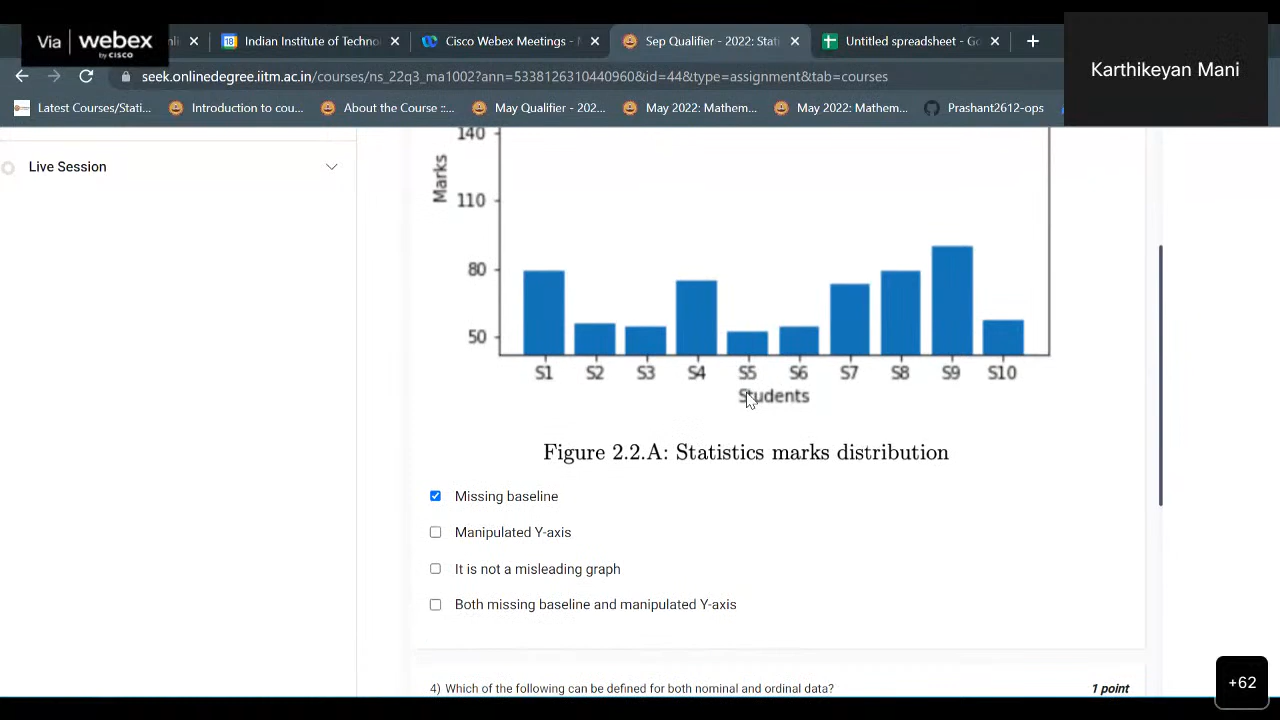 Via webex by CISCO
Indian Institute of Techno
Cisco Webex Meetings -
Sep Qualifier - 2022: Stati
Untitled spreadsheet - Go
Karthikeyan Mani
seek.onlinedegree.iitm.ac.in/courses/ns_22q3_ma1002?ann=5338126310440960&id=44&type=assignment&tab=courses
Latest Courses/Stati...
Introduction to cou...
About the Course ::...
May Qualifier - 202...
May 2022: Mathem...
May 2022: Mathem...
Prashant2612-ops
Live Session
Marks
140
110
80
50
S1 S2 S3 S4 S5 S6 S7 S8 S9 S10
Students
Figure 2.2.A: Statistics marks distribution
Missing baseline
Manipulated Y-axis
It is not a misleading graph
Both missing baseline and manipulated Y-axis
4) Which of the following can be defined for both nominal and ordinal data? 1 point
+62